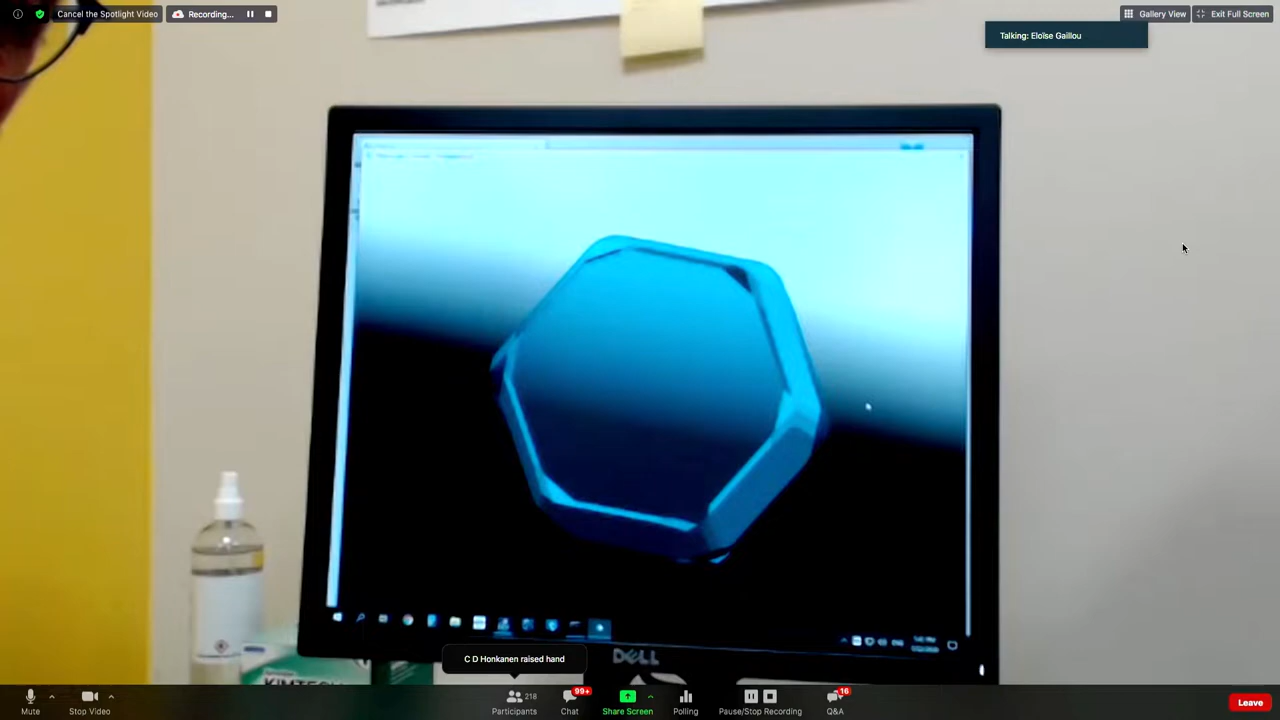 Cancel the Spotlight Video
Recording...
Gallery View
Exit Full Screen
Talking: Eloïse Gaillou
DELL
KIMTECH
C D Honkanen raised hand
Mute
Stop Video
Participants
218
Chat
99+
Share Screen
Polling
Pause/Stop Recording
Q&A
16
Leave